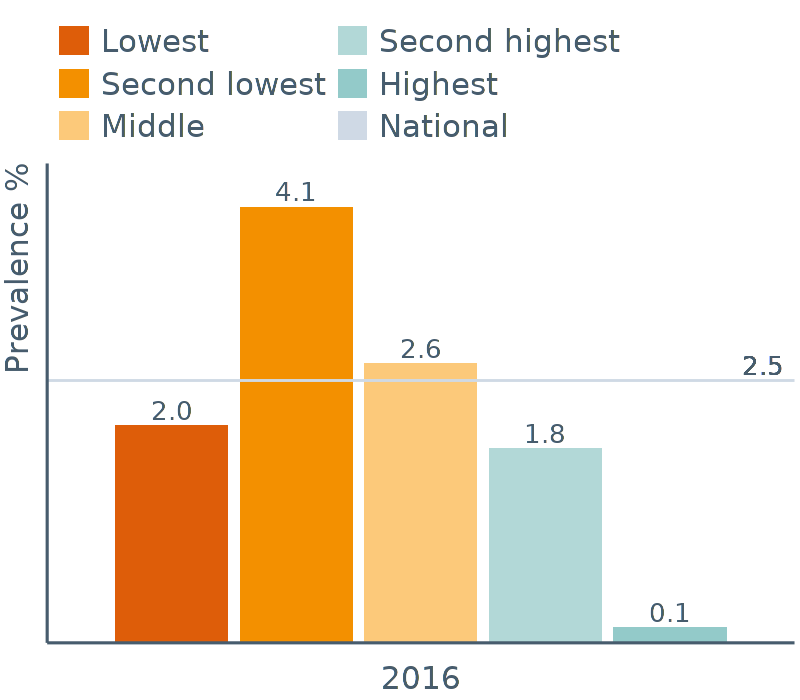 Lowest
Second lowest
Middle
Second highest
Highest
National
Prevalence %
4.1
2.6
2.5
2.0
1.8
0.1
2016